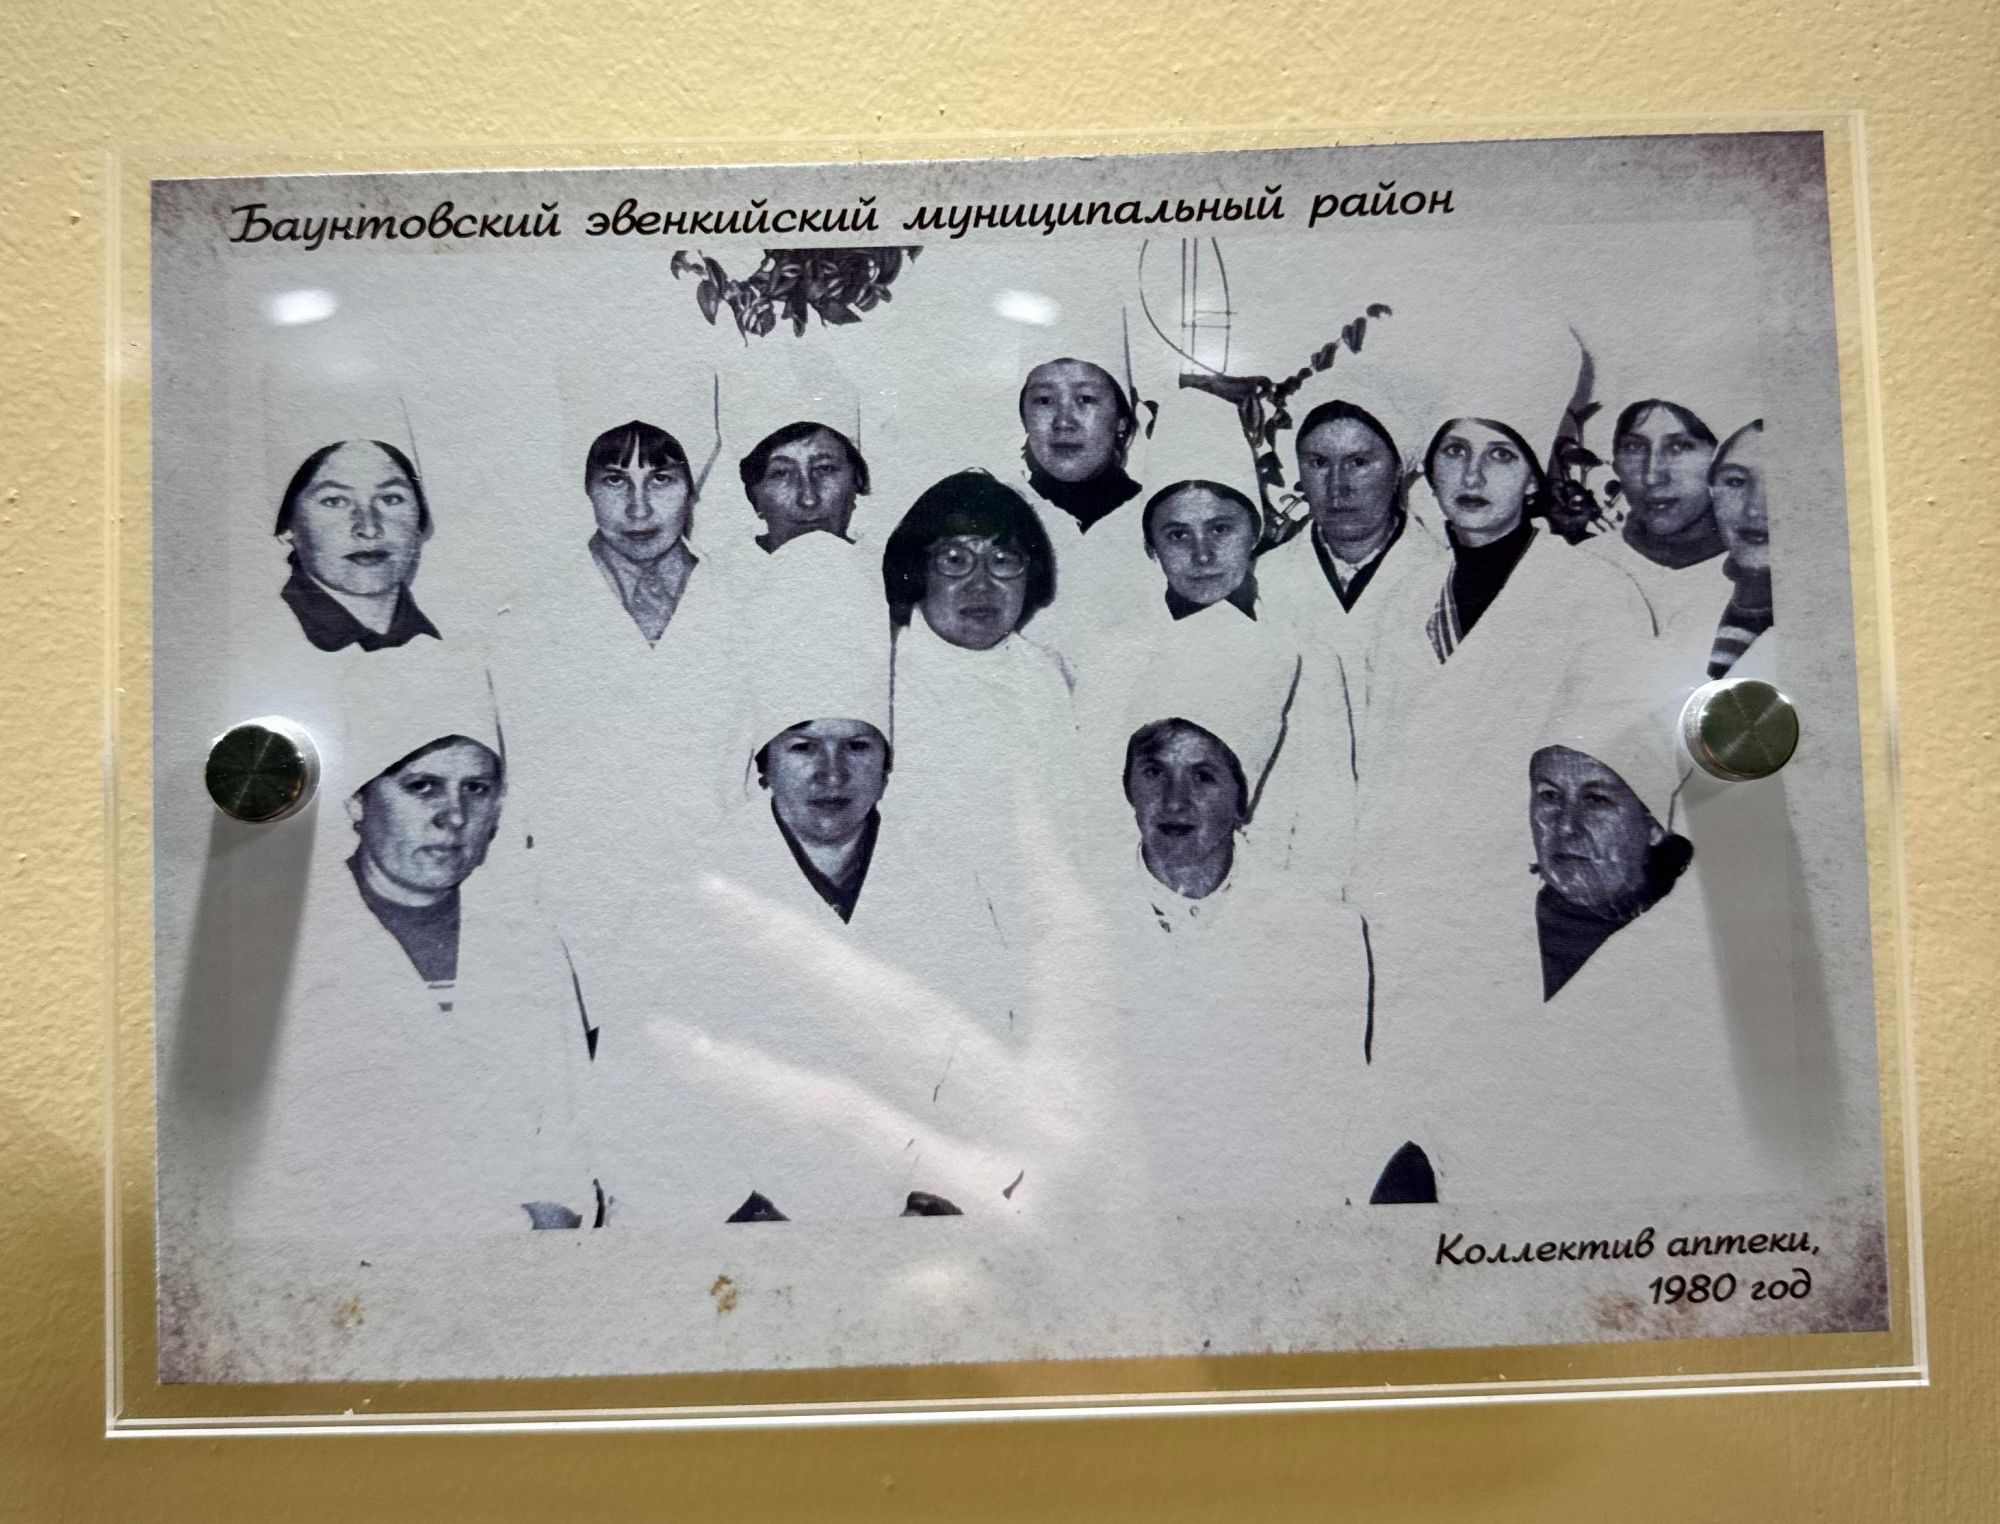 Баунтовский эвенкийский муниципальный район
Коллектив аптеки,
1980 год